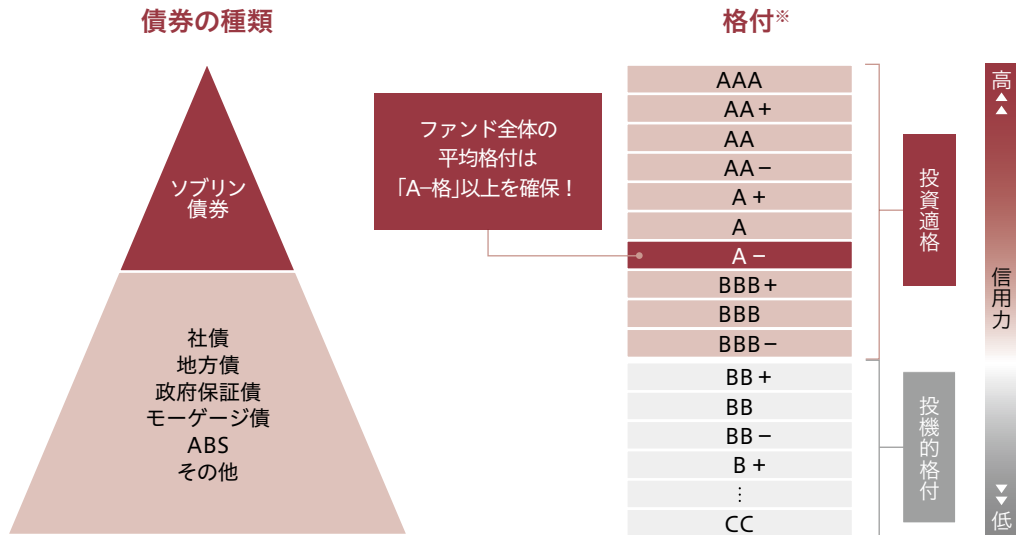 債券の種類
ソブリン
債券
社債
地方債
政府保証債
モーゲージ債
ABS
その他
ファンド全体の
平均格付は
「A−格」以上を確保！
格付※
AAA
AA+
AA
AA−
A+
A
A−
BBB+
BBB
BBB−
BB+
BB
BB−
B+
⋮
CC
投資適格
投機的格付
高
信用力
低